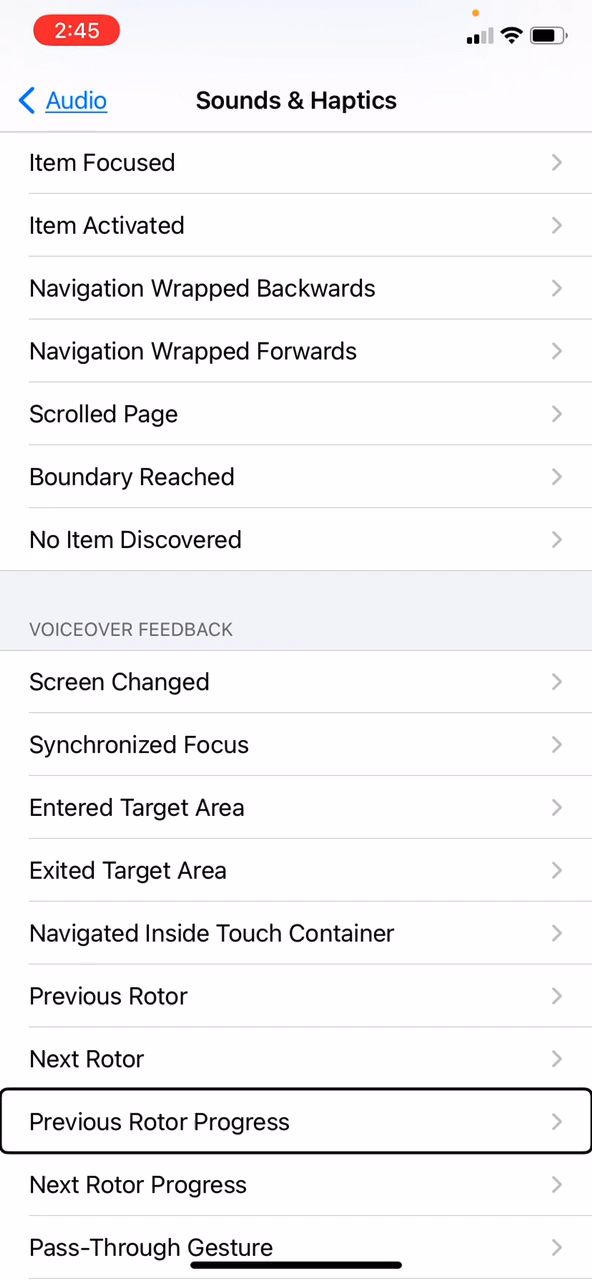 2:45
Audio
Sounds & Haptics
Item Focused
Item Activated
Navigation Wrapped Backwards
Navigation Wrapped Forwards
Scrolled Page
Boundary Reached
No Item Discovered
VOICEOVER FEEDBACK
Screen Changed
Synchronized Focus
Entered Target Area
Exited Target Area
Navigated Inside Touch Container
Previous Rotor
Next Rotor
Previous Rotor Progress
Next Rotor Progress
Pass-Through Gesture